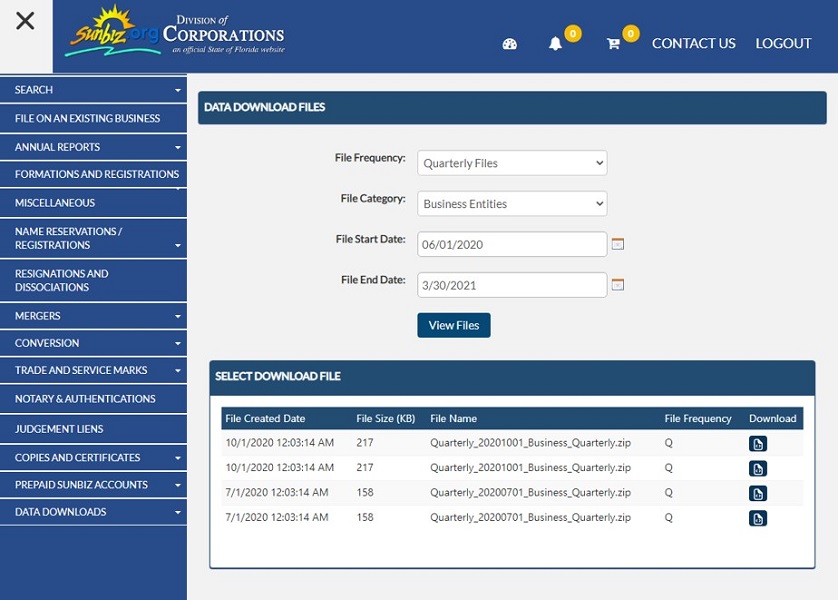 Sunbiz.org
Division of
CORPORATIONS
an official State of Florida website
0
0
CONTACT US
LOGOUT
SEARCH
FILE ON AN EXISTING BUSINESS
ANNUAL REPORTS
FORMATIONS AND REGISTRATIONS
MISCELLANEOUS
NAME RESERVATIONS /
REGISTRATIONS
RESIGNATIONS AND
DISSOCIATIONS
MERGERS
CONVERSION
TRADE AND SERVICE MARKS
NOTARY & AUTHENTICATIONS
JUDGEMENT LIENS
COPIES AND CERTIFICATES
PREPAID SUNBIZ ACCOUNTS
DATA DOWNLOADS
DATA DOWNLOAD FILES
File Frequency: Quarterly Files
File Category: Business Entities
File Start Date: 06/01/2020
File End Date: 3/30/2021
View Files
SELECT DOWNLOAD FILE
File Created Date File Size (KB) File Name File Frequency Download
10/1/2020 12:03:14 AM 217 Quarterly_20201001_Business_Quarterly.zip Q
10/1/2020 12:03:14 AM 217 Quarterly_20201001_Business_Quarterly.zip Q
7/1/2020 12:03:14 AM 158 Quarterly_20200701_Business_Quarterly.zip Q
7/1/2020 12:03:14 AM 158 Quarterly_20200701_Business_Quarterly.zip Q